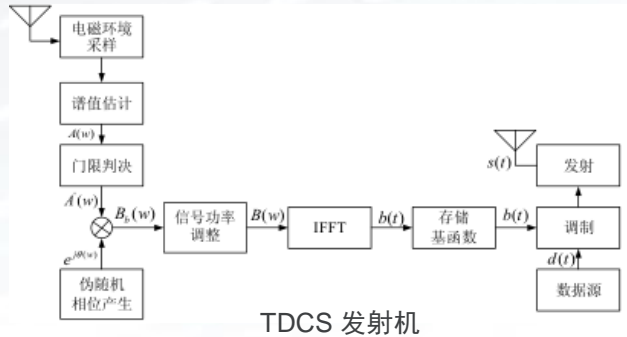 电磁环境
采样
谱值估计
A(w)
门限判决
A'(w)
B_b(w)
信号功率
调整
B(w)
IFFT
b(t)
存储
基函数
b(t)
调制
s(t)
发射
d(t)
数据源
e^{jθ(w)}
伪随机
相位产生
TDCS 发射机